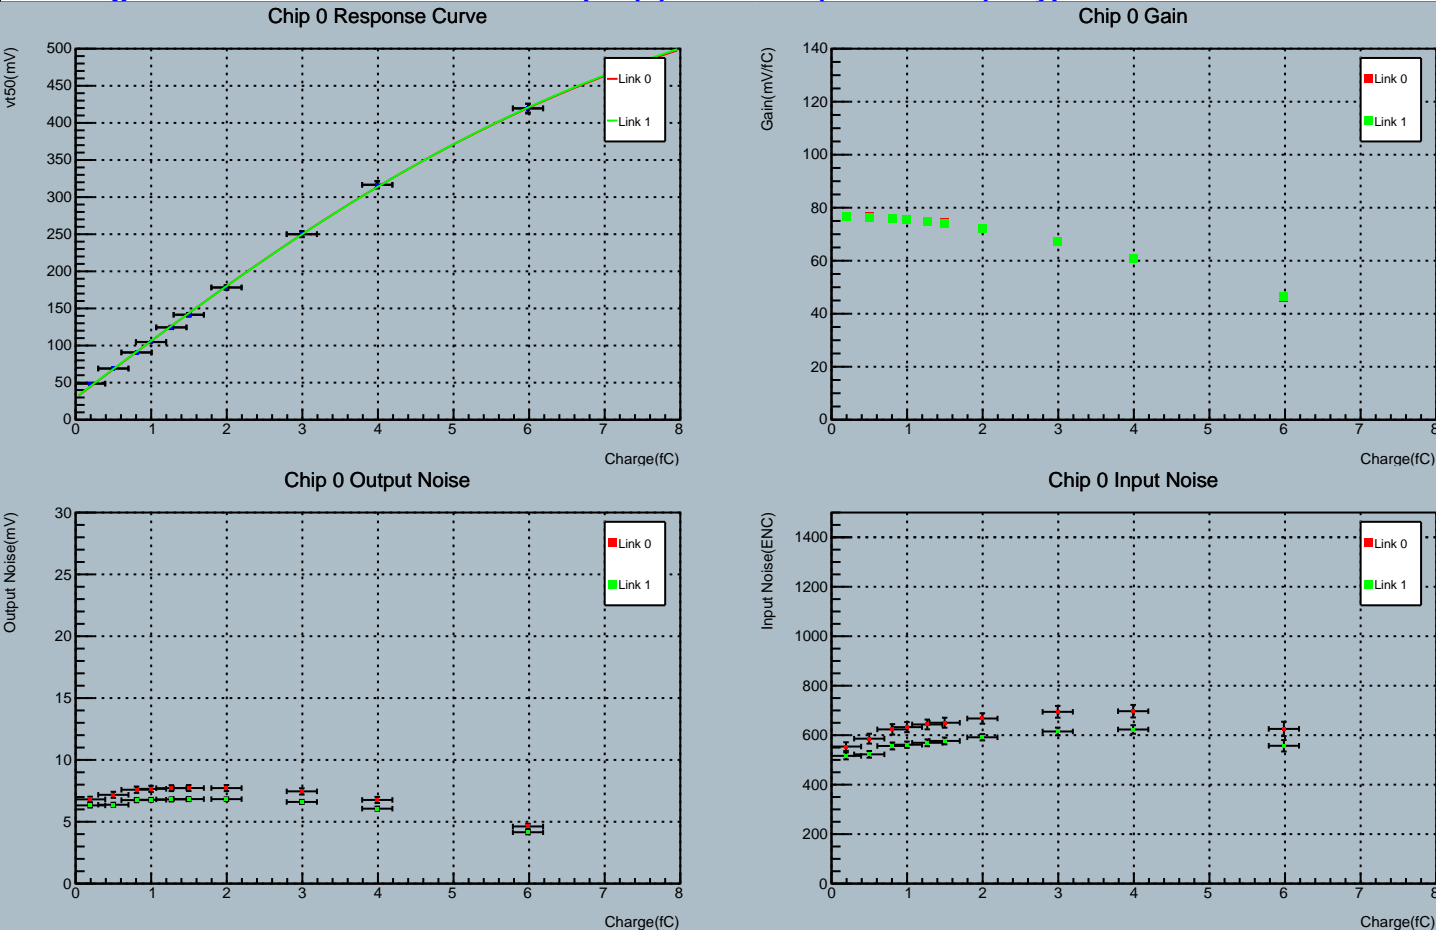 Chip 0 Response Curve
vt50(mV)
500
450
400
350
300
250
200
150
100
50
0
0 1 2 3 4 5 6 7 8
Charge(fC)
Link 0
Link 1
Chip 0 Gain
Gain(mV/fC)
140
120
100
80
60
40
20
0
0 1 2 3 4 5 6 7 8
Charge(fC)
Link 0
Link 1
Chip 0 Output Noise
Output Noise(mV)
30
25
20
15
10
5
0
0 1 2 3 4 5 6 7 8
Charge(fC)
Link 0
Link 1
Chip 0 Input Noise
Input Noise(ENC)
1400
1200
1000
800
600
400
200
0
0 1 2 3 4 5 6 7 8
Charge(fC)
Link 0
Link 1